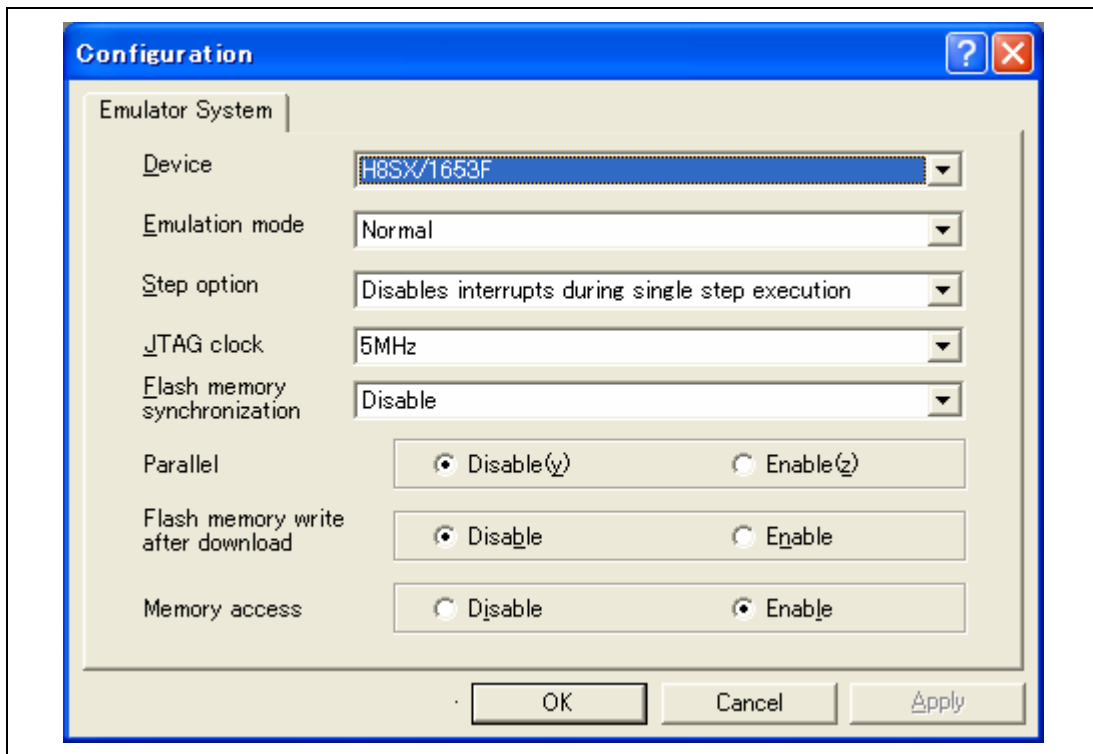 Configuration
Emulator System
Device
H8SX/1653F
Emulation mode
Normal
Step option
Disables interrupts during single step execution
JTAG clock
5MHz
Flash memory
synchronization
Disable
Parallel
Disable(y)
Enable(z)
Flash memory write
after download
Disable
Enable
Memory access
Disable
Enable
OK
Cancel
Apply